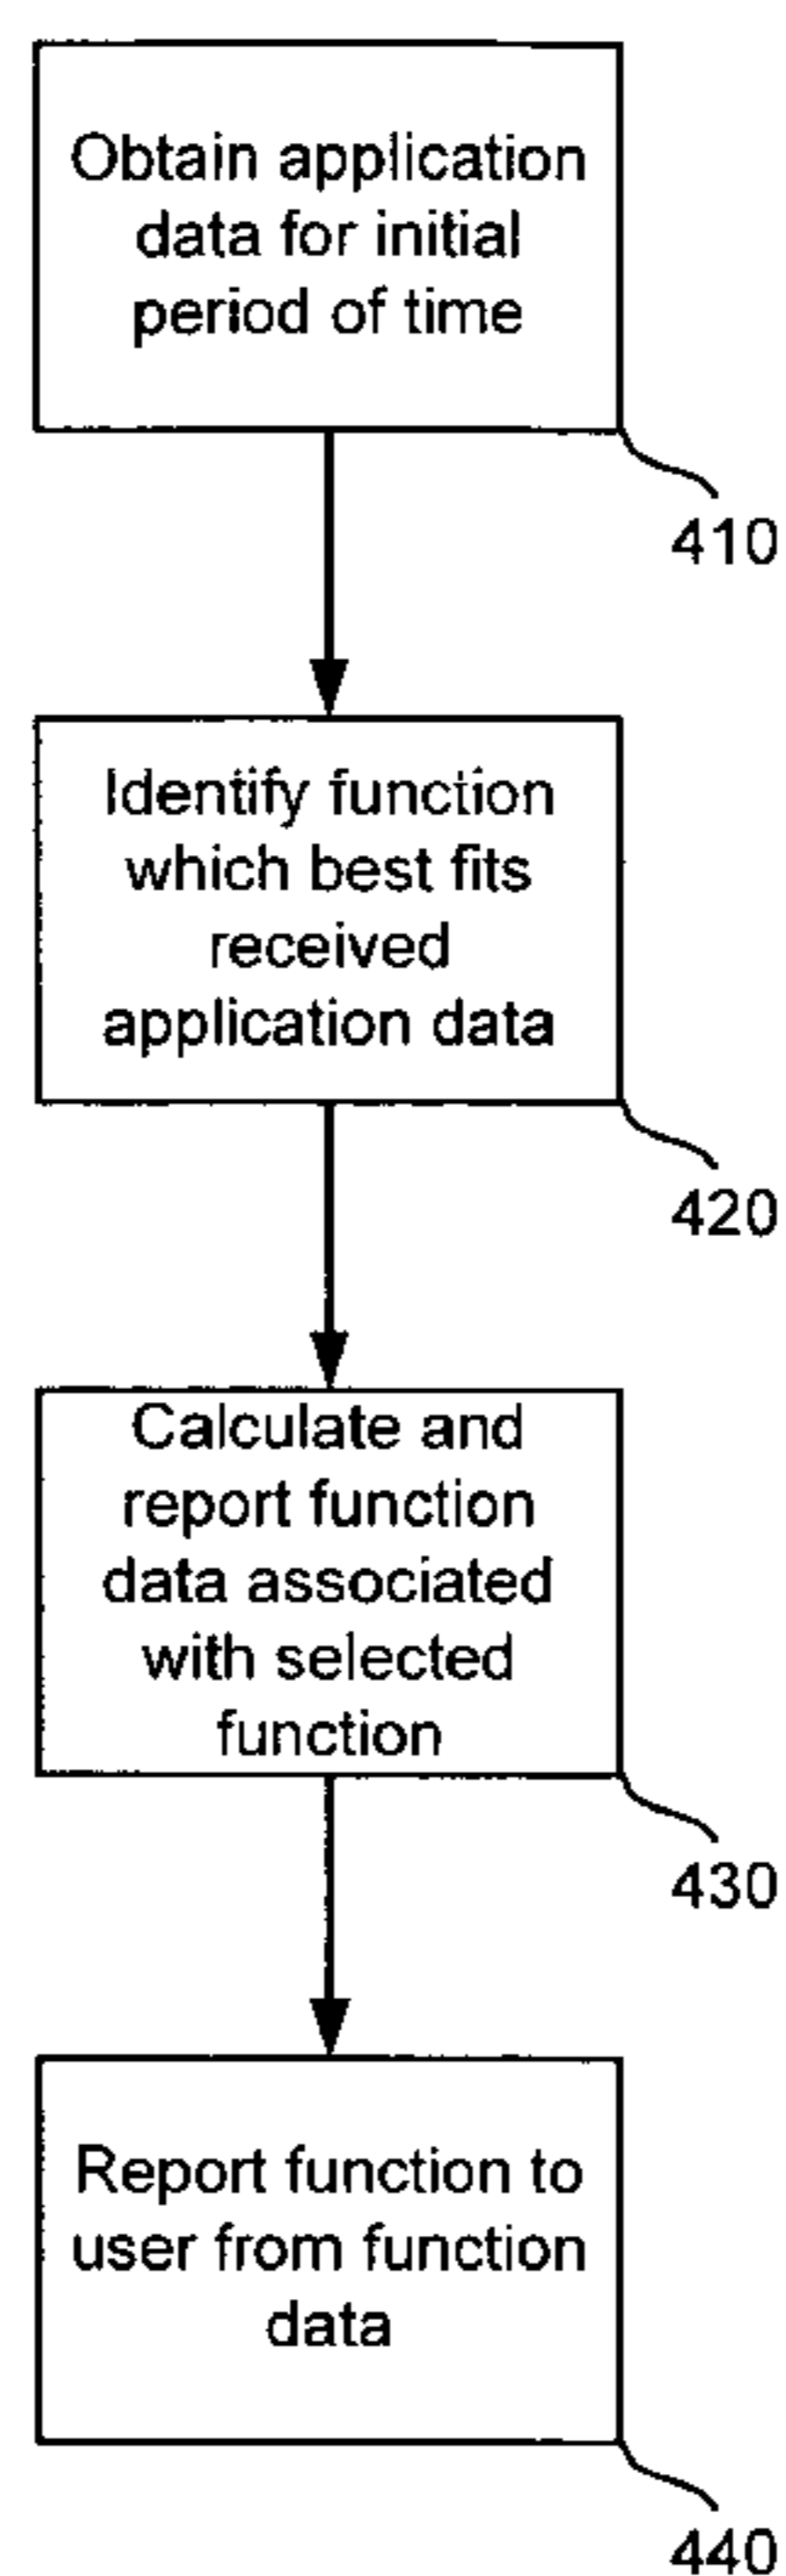 Obtain application
data for initial
period of time
410
Identify function
which best fits
received
application data
420
Calculate and
report function
data associated
with selected
function
430
Report function to
user from function
data
440